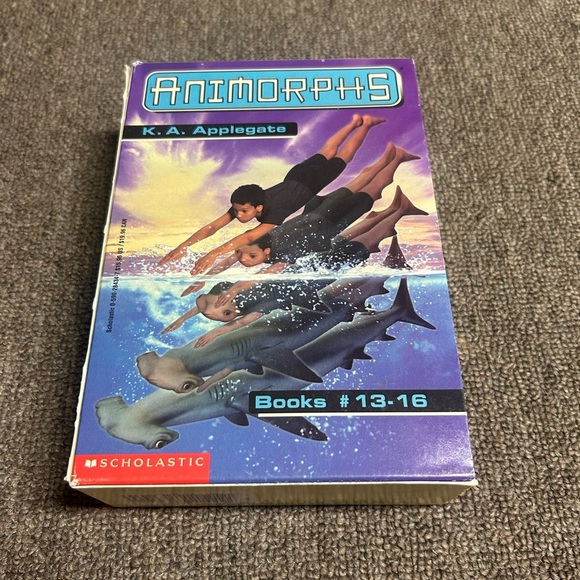 ANIMORPHS
K. A. Applegate
Books #13-16
SCHOLASTIC